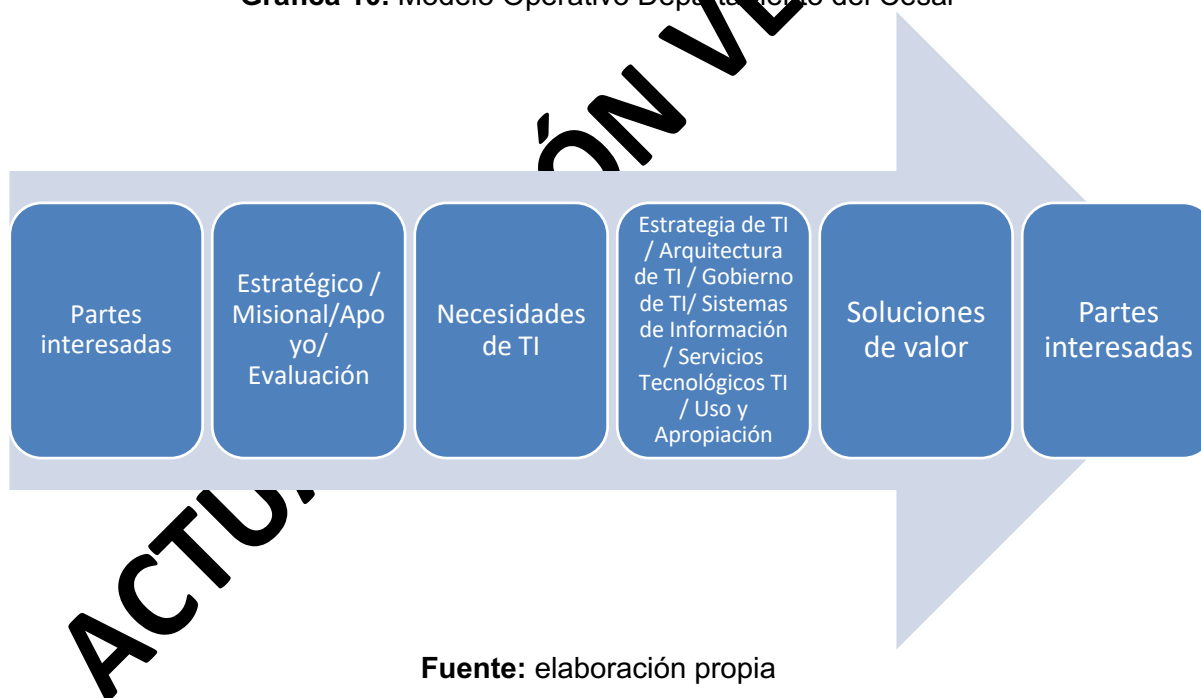 Gráfica 10: Modelo Operativo Departamento del Cesar
Partes
interesadas
Estratégico /
Misional/Apo
yo/
Evaluación
Necesidades
de TI
Estrategia de TI
/ Arquitectura
de TI / Gobierno
de TI/ Sistemas
de Información
/ Servicios
Tecnológicos TI
/ Uso y
Apropiación
Soluciones
de valor
Partes
interesadas
Fuente: elaboración propia